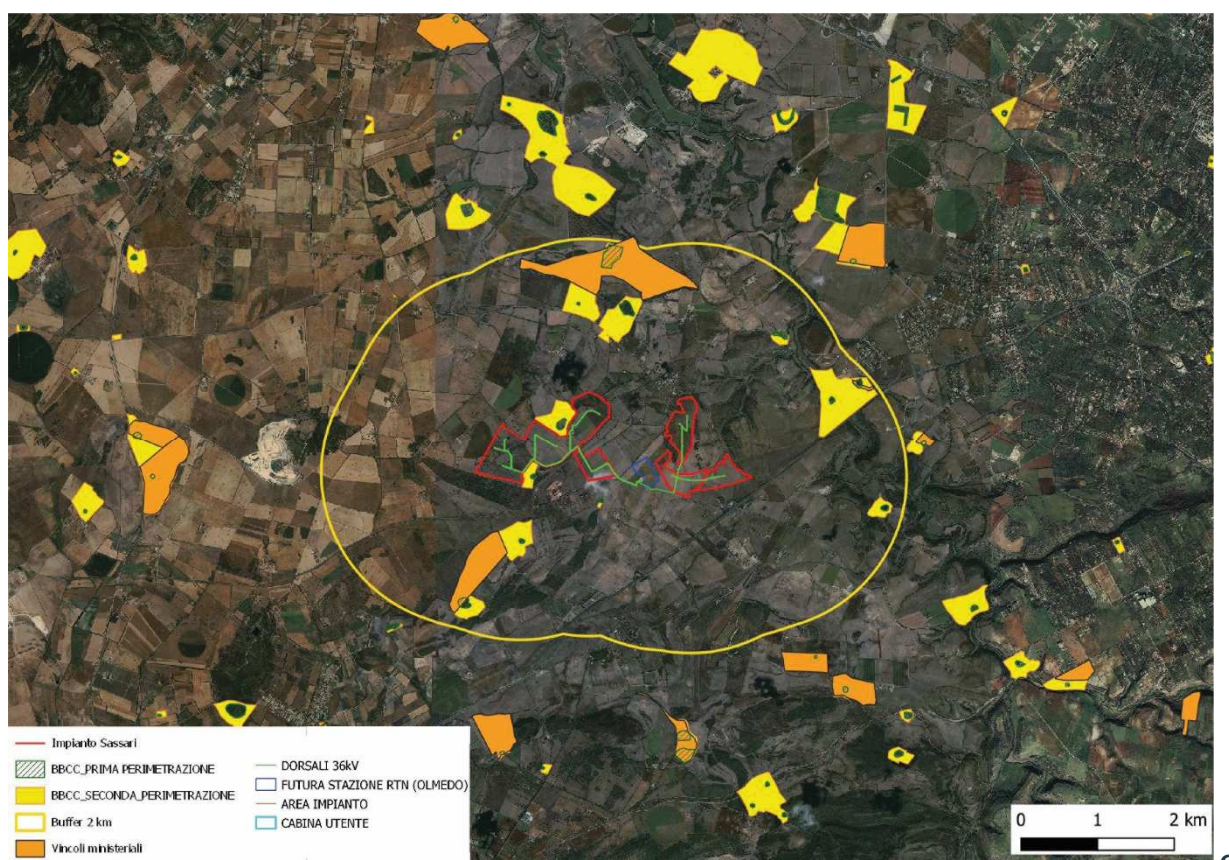 Impianto Sassari
BBCC_PRIMA PERIMETRAZIONE
BBCC_SECONDA_PERIMETRAZIONE
Buffer 2 km
Vincoli ministeriali
DORSALI 36kV
FUTURA STAZIONE RTN (OLMEDO)
AREA IMPIANTO
CABINA UTENTE
0 1 2 km